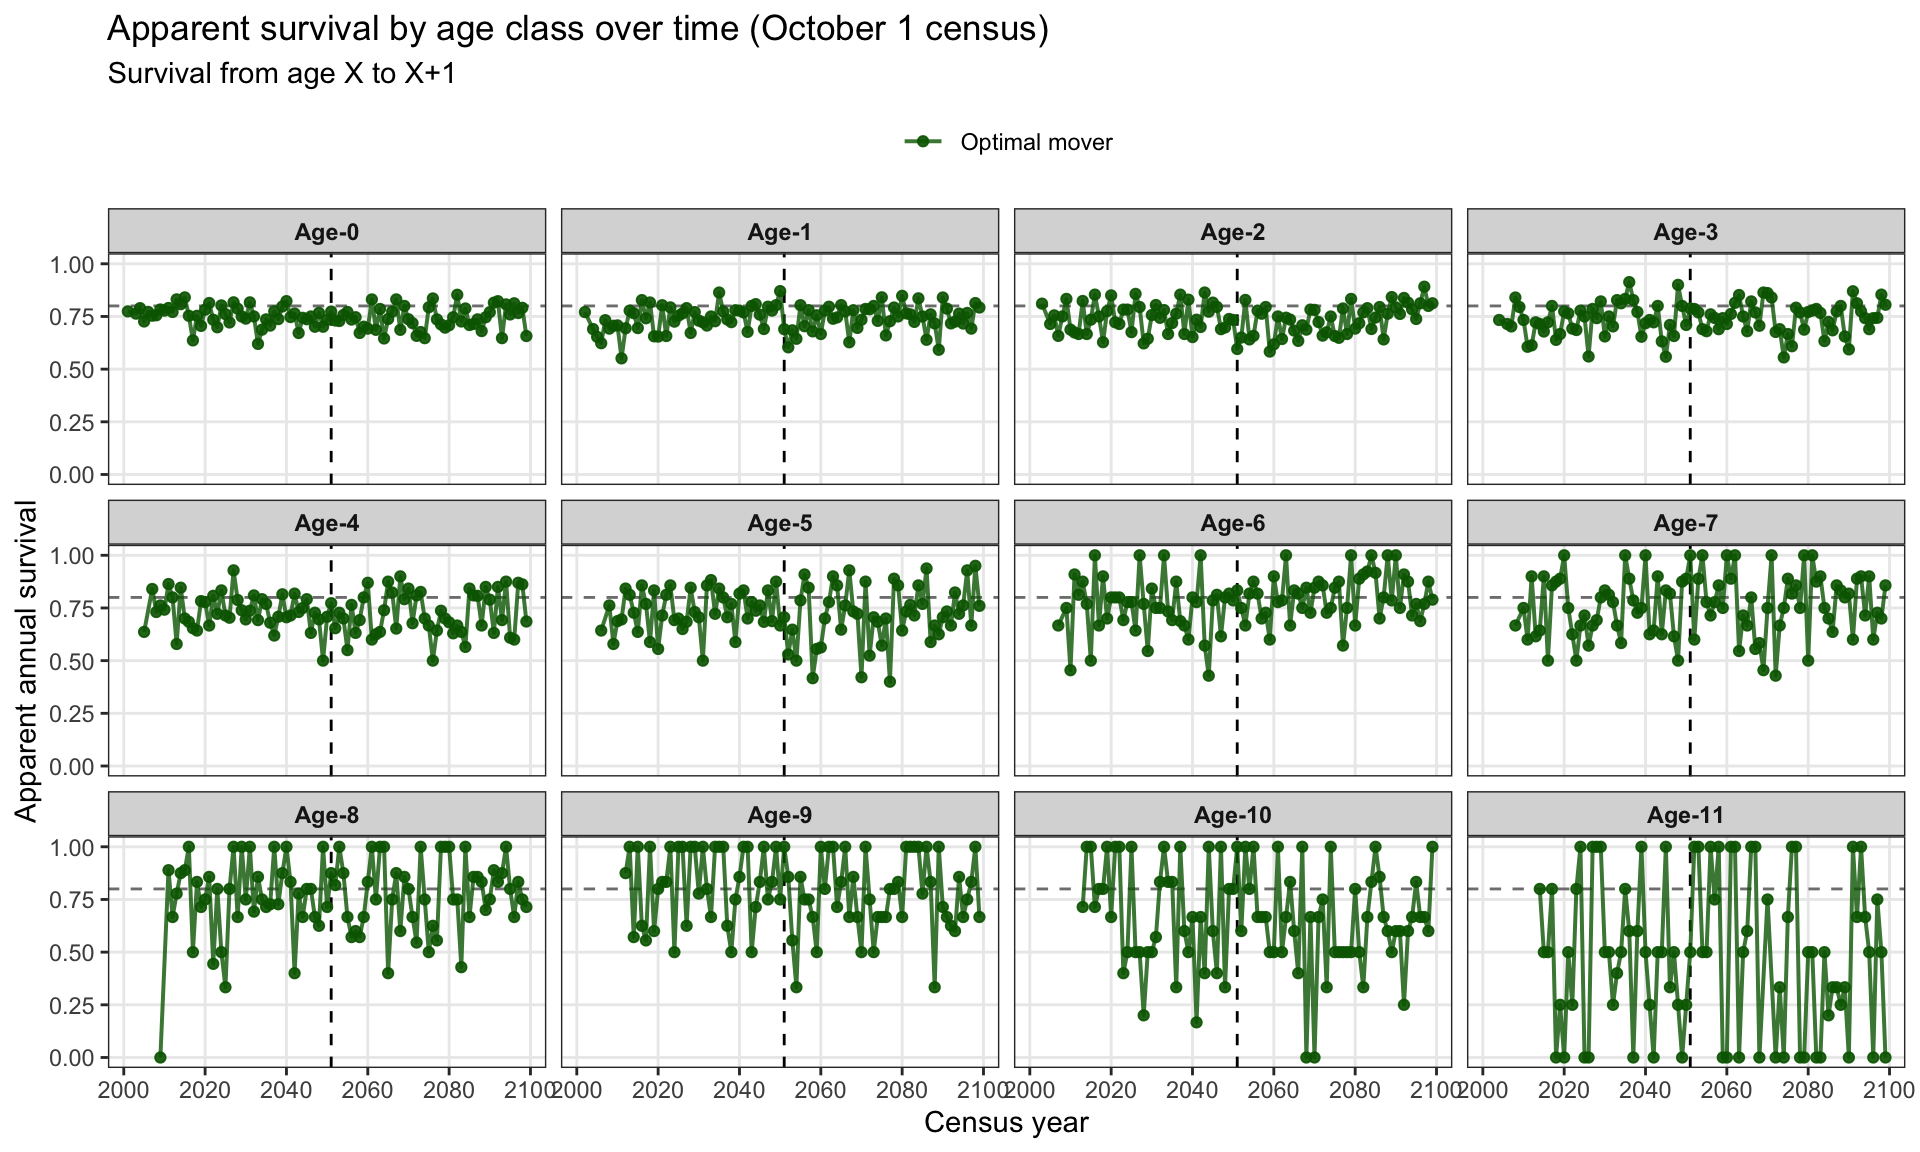 Apparent survival by age class over time (October 1 census)
Survival from age X to X+1
Optimal mover
Age-0 Age-1 Age-2 Age-3
1.00
0.75
0.50
0.25
0.00
Age-4 Age-5 Age-6 Age-7
1.00
0.75
0.50
0.25
0.00
Age-8 Age-9 Age-10 Age-11
1.00
0.75
0.50
0.25
0.00
2000 2020 2040 2060 2080 2100 2000 2020 2040 2060 2080 2100 2000 2020 2040 2060 2080 2100 2000 2020 2040 2060 2080 2100
Census year
Apparent annual survival